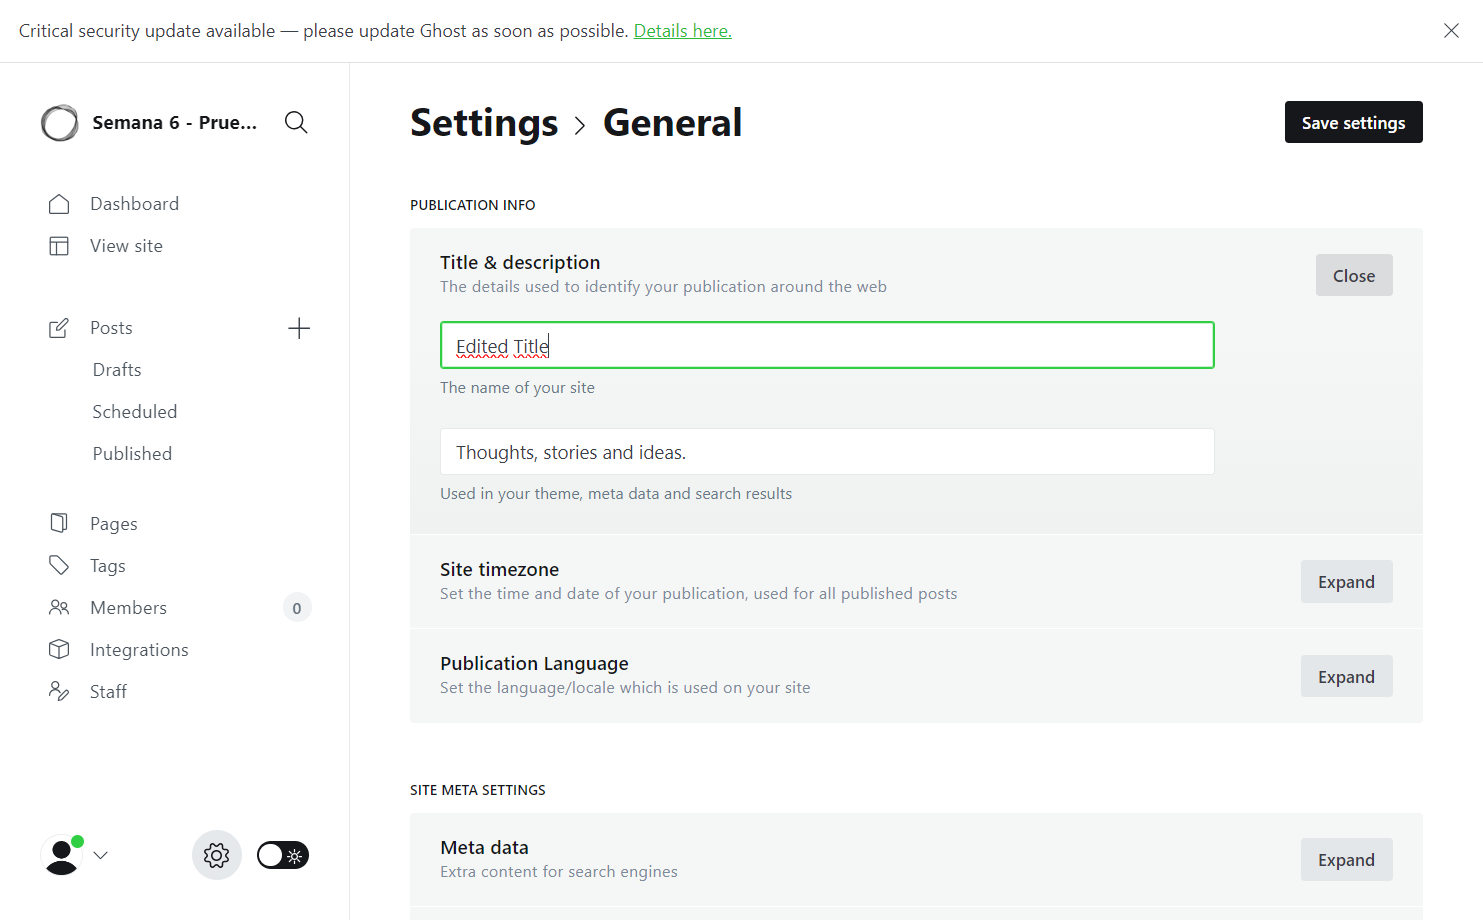 Critical security update available — please update Ghost as soon as possible. Details here.
Semana 6 - Prue...
Dashboard
View site
Posts
Drafts
Scheduled
Published
Pages
Tags
Members 0
Integrations
Staff
Settings > General
Save settings
PUBLICATION INFO
Title & description
The details used to identify your publication around the web
Close
Edited Title
The name of your site
Thoughts, stories and ideas.
Used in your theme, meta data and search results
Site timezone
Set the time and date of your publication, used for all published posts
Expand
Publication Language
Set the language/locale which is used on your site
Expand
SITE META SETTINGS
Meta data
Extra content for search engines
Expand